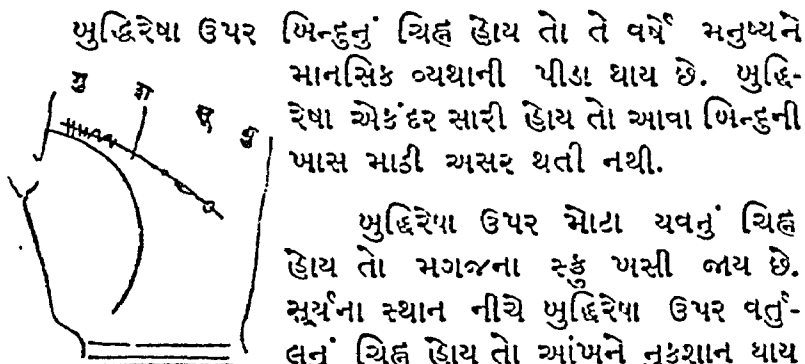 બુદ્ધિરેષા ઉપર બિન્દુનું ચિહ્ન હોય તો તે વર્ષે મનુષ્યને
માનસિક વ્યથાની પીડા થાય છે. બુદ્ધિ-
રેષા એકંદર સારી હોય તો આવા બિન્દુની
ખાસ માઠી અસર થતી નથી.
ગુ શ સૂ બુ
બુદ્ધિરેષા ઉપર મોટા યવનું ચિહ્ન
હોય તો મગજના સ્ક્રુ ખસી જાય છે.
સૂર્યના સ્થાન નીચે બુદ્ધિરેષા ઉપર વર્તુ-
લનું ચિહ્ન હોય તો આંખને નુકશાન થાય